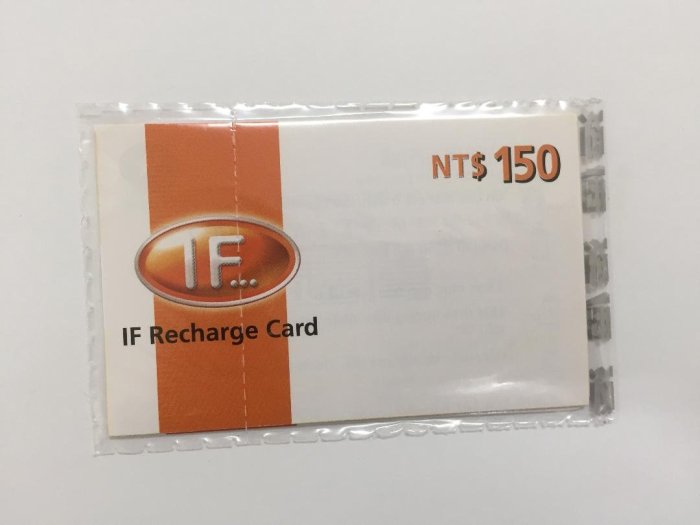 NT$ 150
IF...
IF Recharge Card